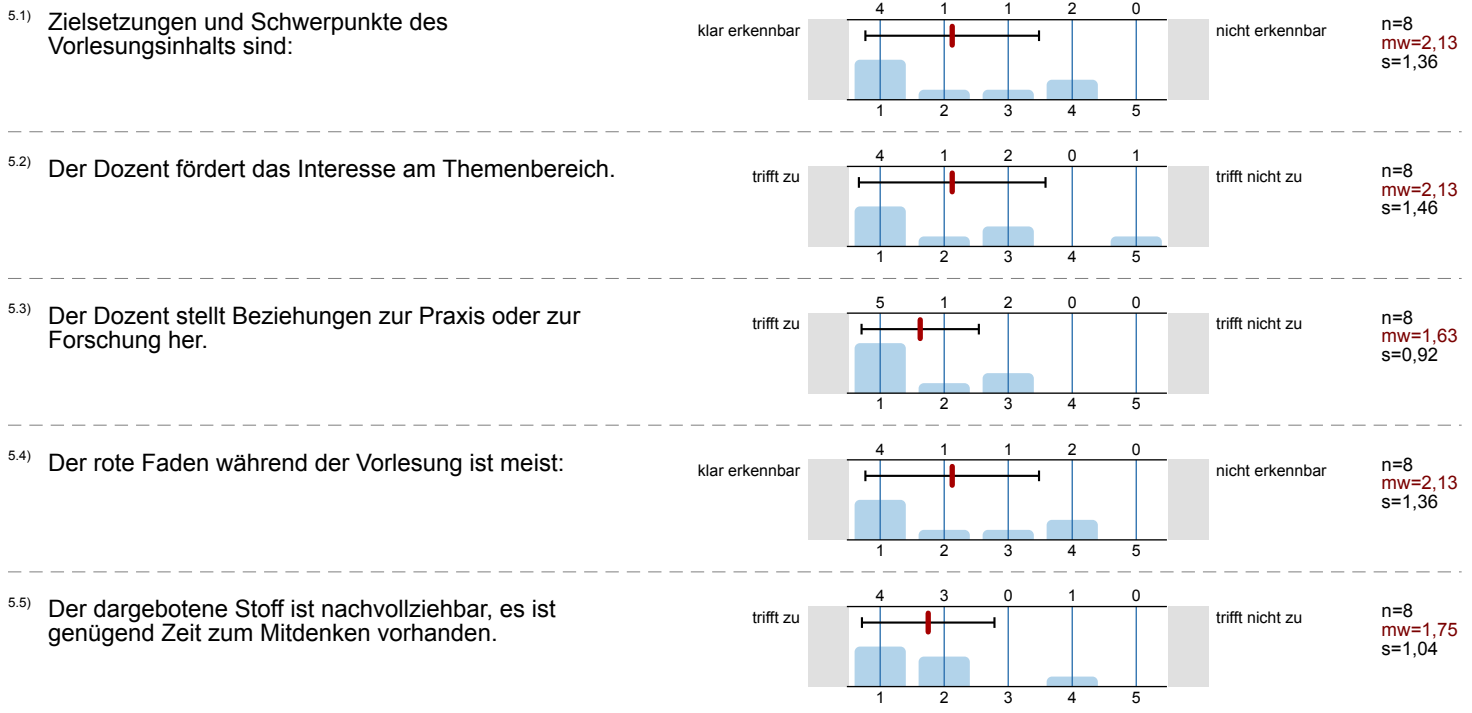 5.1) Zielsetzungen und Schwerpunkte des
Vorlesungsinhalts sind:
4 1 1 2 0
klar erkennbar
nicht erkennbar
1 2 3 4 5
n=8
mw=2,13
s=1,36
5.2) Der Dozent fördert das Interesse am Themenbereich.
4 1 2 0 1
trifft zu
trifft nicht zu
1 2 3 4 5
n=8
mw=2,13
s=1,46
5.3) Der Dozent stellt Beziehungen zur Praxis oder zur
Forschung her.
5 1 2 0 0
trifft zu
trifft nicht zu
1 2 3 4 5
n=8
mw=1,63
s=0,92
5.4) Der rote Faden während der Vorlesung ist meist:
4 1 1 2 0
klar erkennbar
nicht erkennbar
1 2 3 4 5
n=8
mw=2,13
s=1,36
5.5) Der dargebotene Stoff ist nachvollziehbar, es ist
genügend Zeit zum Mitdenken vorhanden.
4 3 0 1 0
trifft zu
trifft nicht zu
1 2 3 4 5
n=8
mw=1,75
s=1,04